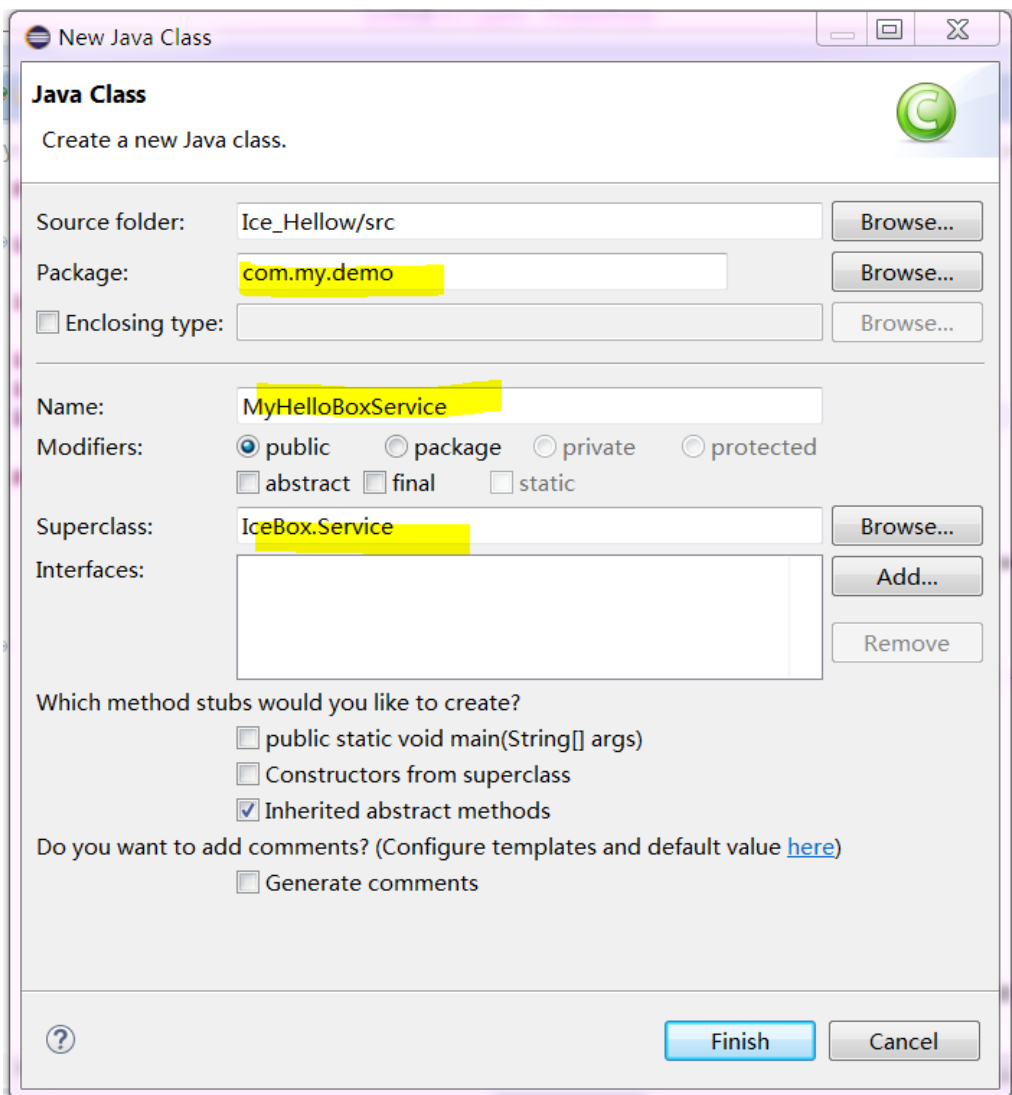 New Java Class
Java Class
Create a new Java class.
Source folder: Ice_Hellow/src Browse...
Package: com.my.demo Browse...
Enclosing type: Browse...
Name: MyHelloBoxService
Modifiers: public package private protected
abstract final static
Superclass: IceBox.Service Browse...
Interfaces: Add...
Remove
Which method stubs would you like to create?
public static void main(String[] args)
Constructors from superclass
Inherited abstract methods
Do you want to add comments? (Configure templates and default value here)
Generate comments
Finish Cancel